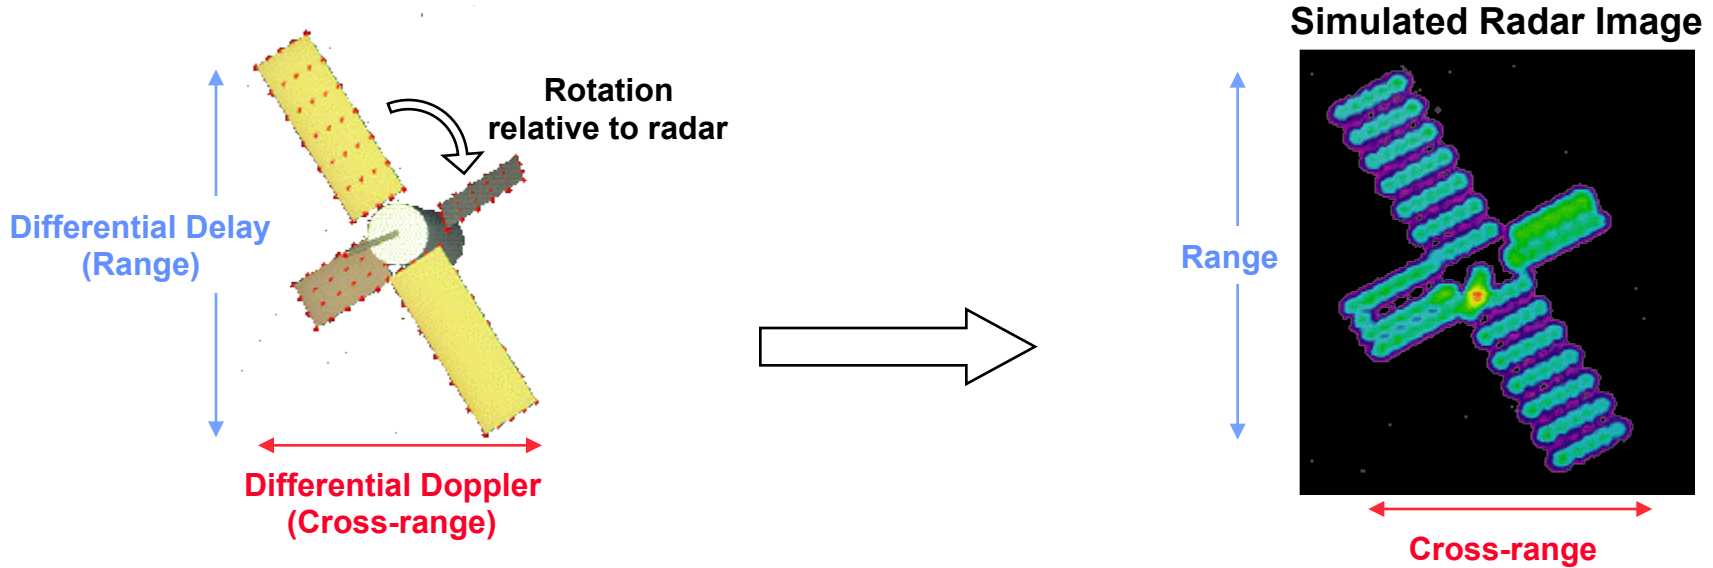 Simulated Radar Image
Rotation
relative to radar
Differential Delay
(Range)
Range
Differential Doppler
(Cross-range)
Cross-range